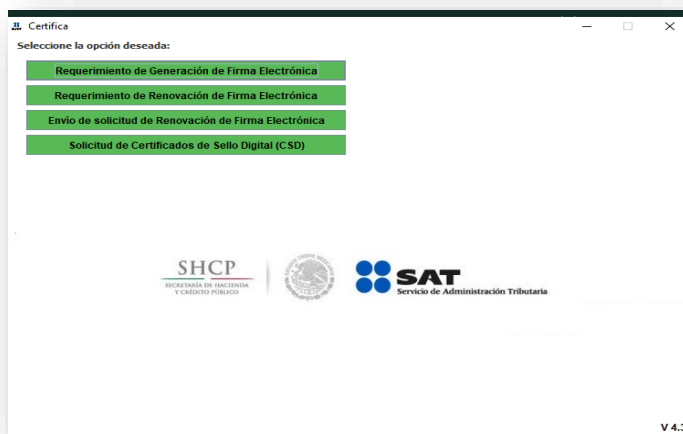 Certifica
Seleccione la opción deseada:
Requerimiento de Generación de Firma Electrónica
Requerimiento de Renovación de Firma Electrónica
Envío de solicitud de Renovación de Firma Electrónica
Solicitud de Certificados de Sello Digital (CSD)
SHCP
SECRETARÍA DE HACIENDA
Y CRÉDITO PÚBLICO
SAT
Servicio de Administración Tributaria
V 4.3